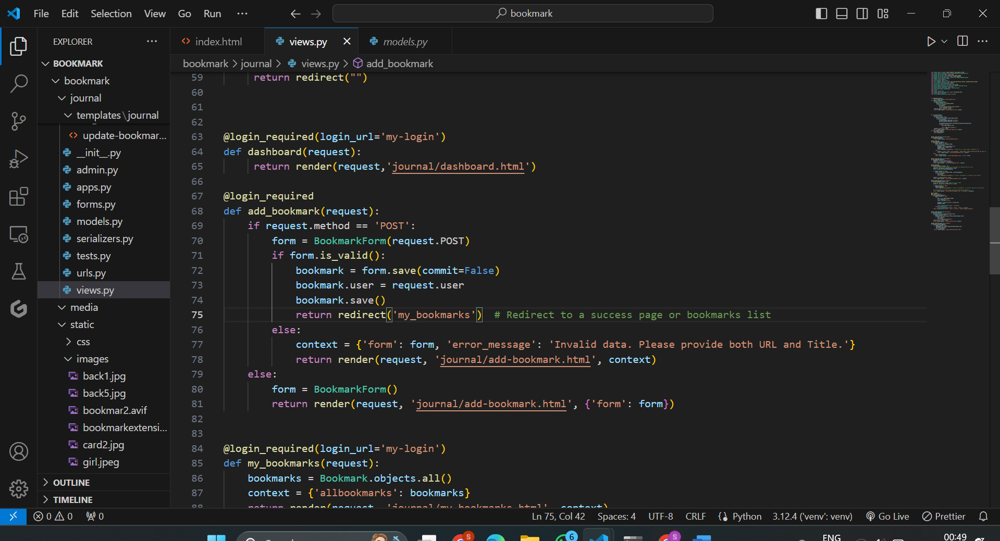 File Edit Selection View Go Run ···
bookmark
EXPLORER
BOOKMARK
bookmark
journal
templates\journal
update-bookmar...
__init__.py
admin.py
apps.py
forms.py
models.py
serializers.py
tests.py
urls.py
views.py
media
static
css
images
back1.jpg
back5.jpg
bookmar2.avif
bookmarkextensi...
card2.jpg
girl.jpeg
OUTLINE
TIMELINE
index.html views.py models.py
bookmark > journal > views.py > add_bookmark
59 return redirect("")
60
61
62
63 @login_required(login_url='my-login')
64 def dashboard(request):
65 return render(request,'journal/dashboard.html')
66
67 @login_required
68 def add_bookmark(request):
69 if request.method == 'POST':
70 form = BookmarkForm(request.POST)
71 if form.is_valid():
72 bookmark = form.save(commit=False)
73 bookmark.user = request.user
74 bookmark.save()
75 return redirect('my_bookmarks') # Redirect to a success page or bookmarks list
76 else:
77 context = {'form': form, 'error_message': 'Invalid data. Please provide both URL and Title.'}
78 return render(request, 'journal/add-bookmark.html', context)
79 else:
80 form = BookmarkForm()
81 return render(request, 'journal/add-bookmark.html', {'form': form})
82
83
84 @login_required(login_url='my-login')
85 def my_bookmarks(request):
86 bookmarks = Bookmark.objects.all()
87 context = {'allbookmarks': bookmarks}
88 return render(request, 'journal/my_bookmarks.html', context)
0 0 0
Ln 75, Col 42 Spaces: 4 UTF-8 CRLF Python 3.12.4 ('venv': venv) Go Live Prettier
S 6 S
ENG 00:49